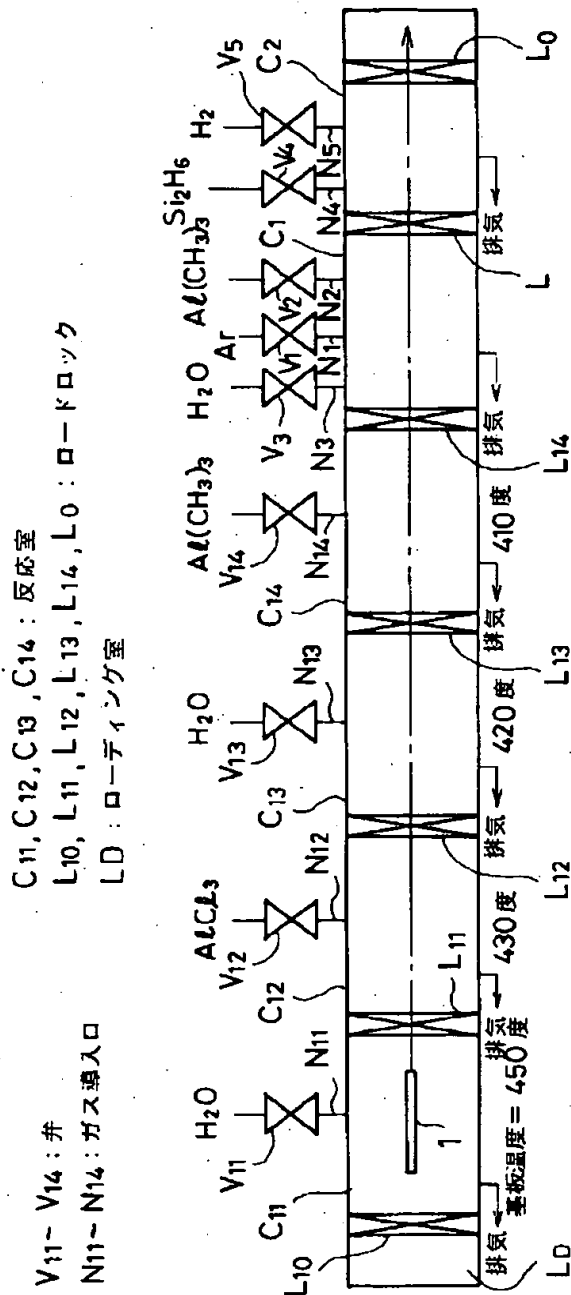 V11~V14：弁
N11~N14：ガス導入口
C11, C12, C13, C14：反応室
L10, L11, L12, L13, L14, L0：ロードロック
LD：ローディング室
H2O
AlCl3
H2O
Al(CH3)3
H2O
Ar
Al(CH3)3
Si2H6
H2
V11
V12
V13
V14
V3
V1
V2
V4
V5
N11
N12
N13
N14
N3
N1
N2
N4
N5
C11
C12
C13
C14
C1
C2
L10
L11
L12
L13
L14
L
L0
1
LD
排気
排気
排気
排気
排気
排気
排気
基板温度=450度
430度
420度
410度